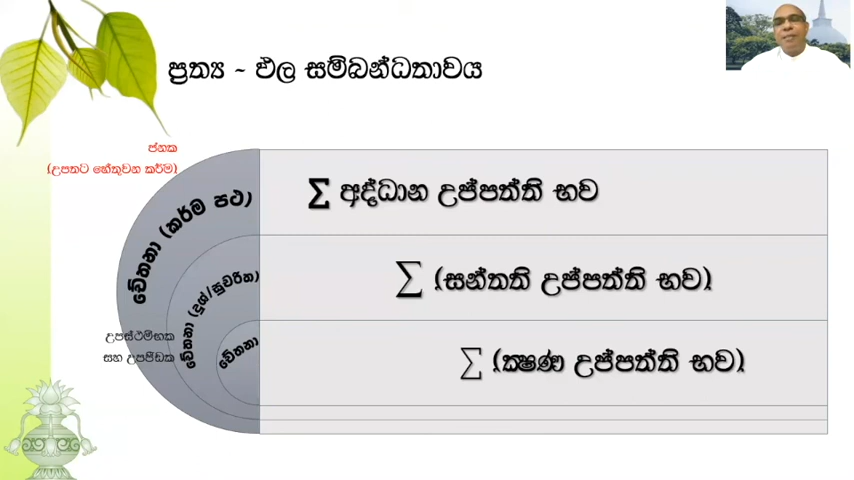 ප්‍රත්‍ය ~ ඵල සම්බන්ධතාවය
ජනක
(උපතට හේතුවන කර්ම)
චේතනා (කර්ම පථ)
∑ අද්ධාන උප්පත්ති භව
චේතනා (දුශ්/සුචරිත)
∑ (සන්තති උප්පත්ති භව)
උපස්ථම්භක
සහ උපපීඩක
චේතනා
∑ (ක්ෂණ උප්පත්ති භව)